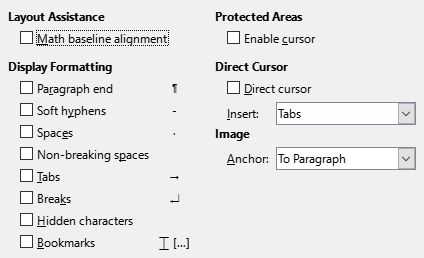 Layout Assistance
Math baseline alignment
Display Formatting
Paragraph end ¶
Soft hyphens -
Spaces ·
Non-breaking spaces
Tabs →
Breaks ↵
Hidden characters
Bookmarks [...]
Protected Areas
Enable cursor
Direct Cursor
Direct cursor
Insert: Tabs
Image
Anchor: To Paragraph